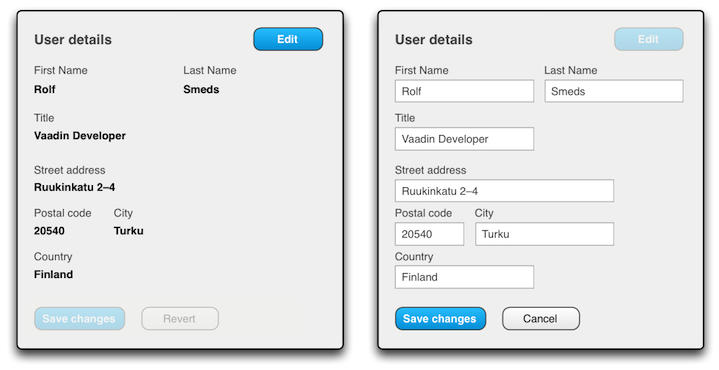 User details
Edit
First Name Last Name
Rolf Smeds
Title
Vaadin Developer
Street address
Ruukinkatu 2–4
Postal code City
20540 Turku
Country
Finland
Save changes Revert
User details
Edit
First Name Last Name
Rolf Smeds
Title
Vaadin Developer
Street address
Ruukinkatu 2–4
Postal code City
20540 Turku
Country
Finland
Save changes Cancel